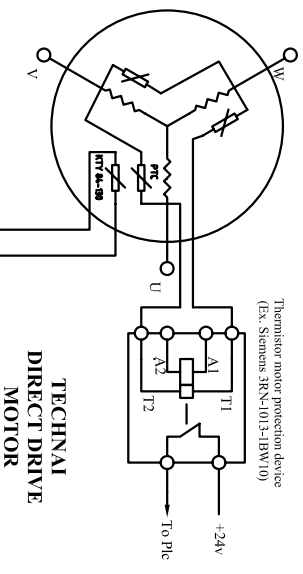 Thermistor motor protection device
(Ex. Siemens 3RN-1013-1BW10)
W
V
U
PTC
KTY 84-130
T1
A1
A2
T2
+24v
To Plc
TECHNAI
DIRECT DRIVE
MOTOR